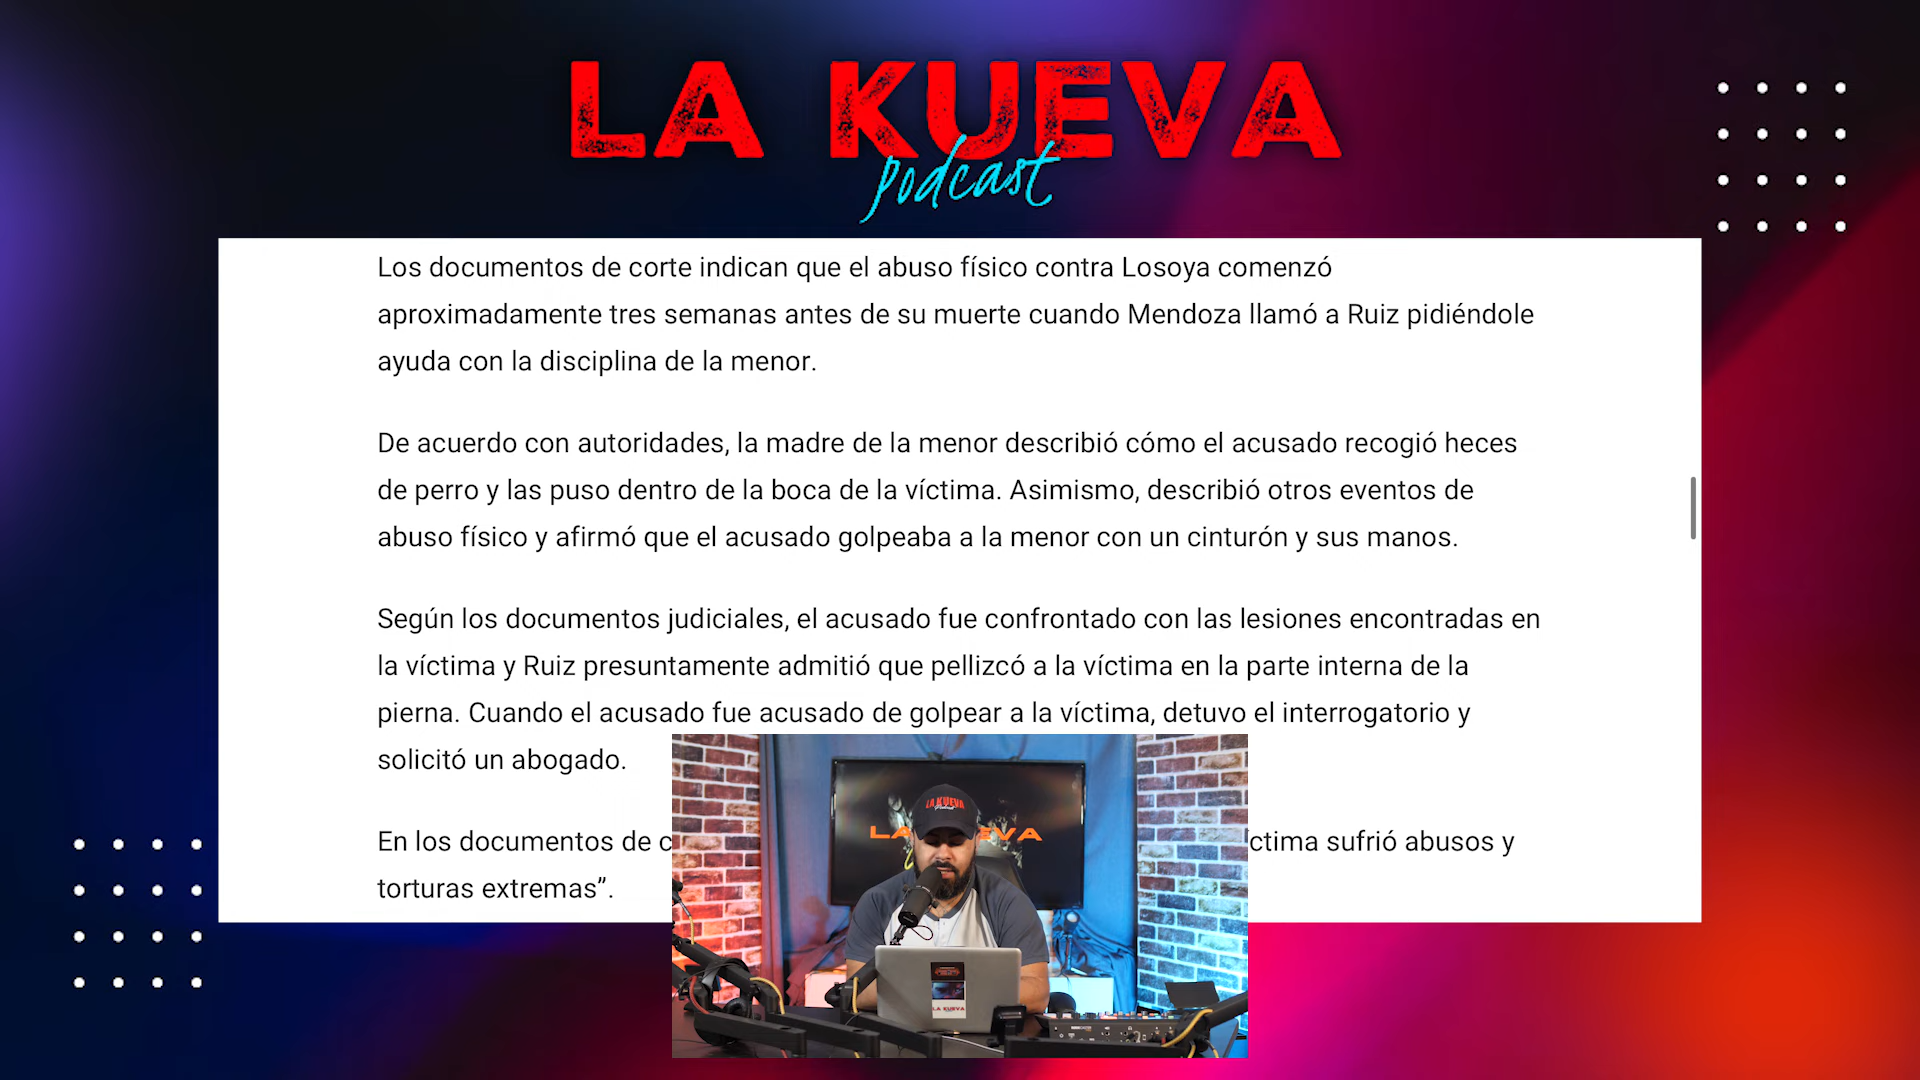 LA KUEVA
podcast
Los documentos de corte indican que el abuso físico contra Losoya comenzó
aproximadamente tres semanas antes de su muerte cuando Mendoza llamó a Ruiz pidiéndole
ayuda con la disciplina de la menor.
De acuerdo con autoridades, la madre de la menor describió cómo el acusado recogió heces
de perro y las puso dentro de la boca de la víctima. Asimismo, describió otros eventos de
abuso físico y afirmó que el acusado golpeaba a la menor con un cinturón y sus manos.
Según los documentos judiciales, el acusado fue confrontado con las lesiones encontradas en
la víctima y Ruiz presuntamente admitió que pellizcó a la víctima en la parte interna de la
pierna. Cuando el acusado fue acusado de golpear a la víctima, detuvo el interrogatorio y
solicitó un abogado.
En los documentos de c ctima sufrió abusos y
torturas extremas”.
LA KUEVA
LA EVA
LA KUEVA